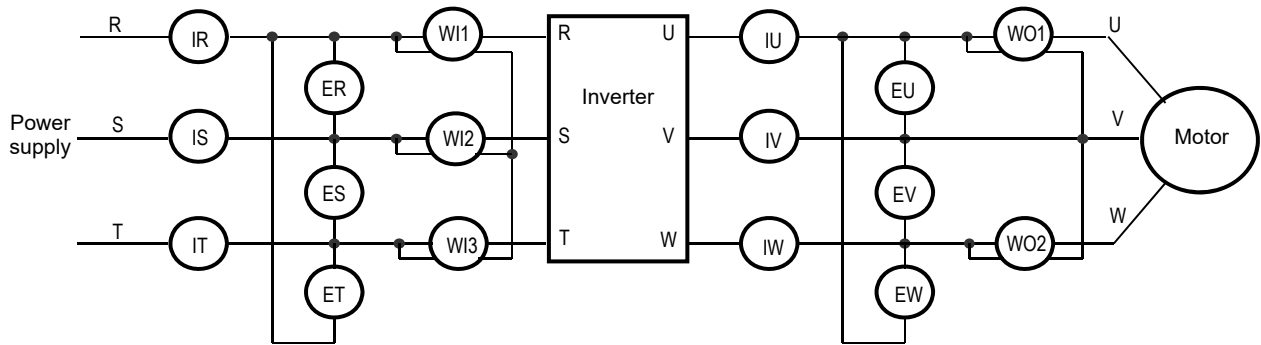 R IR WI1 R U IU WO1 U
ER EU
Inverter
Power supply
S IS WI2 S V IV V Motor
ES EV
T IT WI3 T W IW WO2 W
ET EW